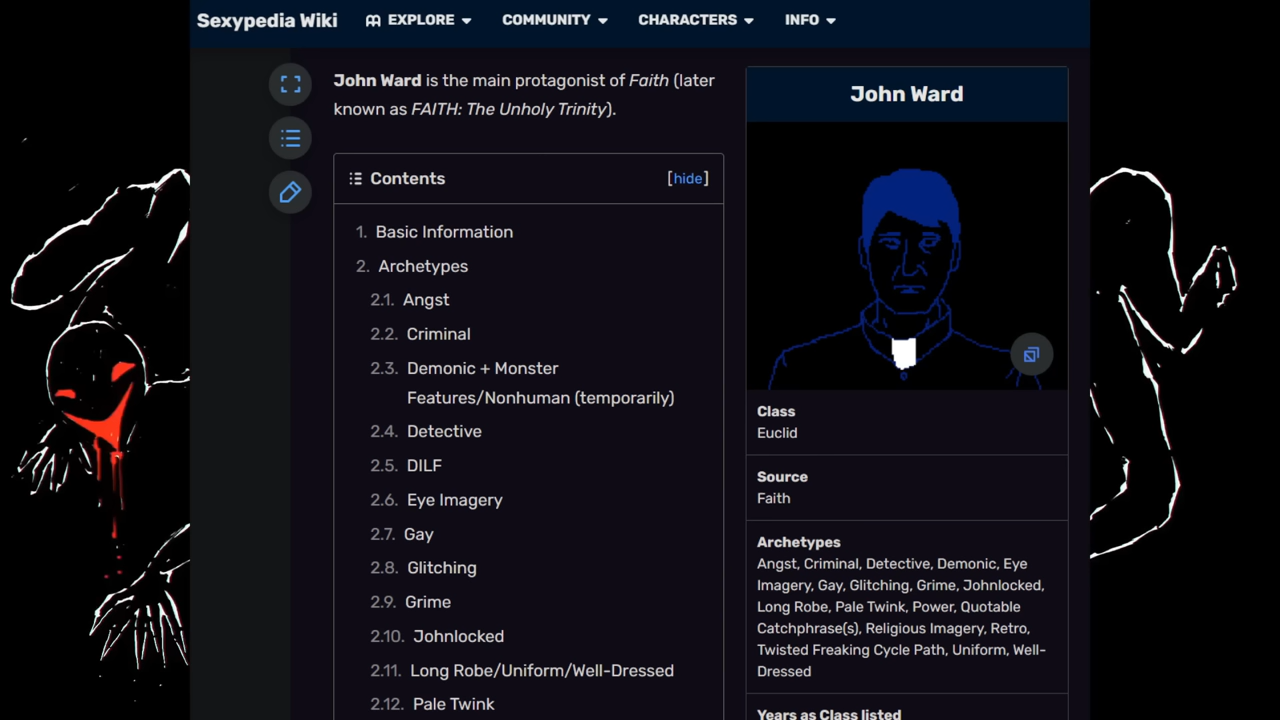 Sexypedia Wiki EXPLORE COMMUNITY CHARACTERS INFO
John Ward is the main protagonist of Faith (later
known as FAITH: The Unholy Trinity).
Contents [hide]
1. Basic Information
2. Archetypes
2.1. Angst
2.2. Criminal
2.3. Demonic + Monster
Features/Nonhuman (temporarily)
2.4. Detective
2.5. DILF
2.6. Eye Imagery
2.7. Gay
2.8. Glitching
2.9. Grime
2.10. Johnlocked
2.11. Long Robe/Uniform/Well-Dressed
2.12. Pale Twink
John Ward
Class
Euclid
Source
Faith
Archetypes
Angst, Criminal, Detective, Demonic, Eye
Imagery, Gay, Glitching, Grime, Johnlocked,
Long Robe, Pale Twink, Power, Quotable
Catchphrase(s), Religious Imagery, Retro,
Twisted Freaking Cycle Path, Uniform, Well-
Dressed
Years as Class listed